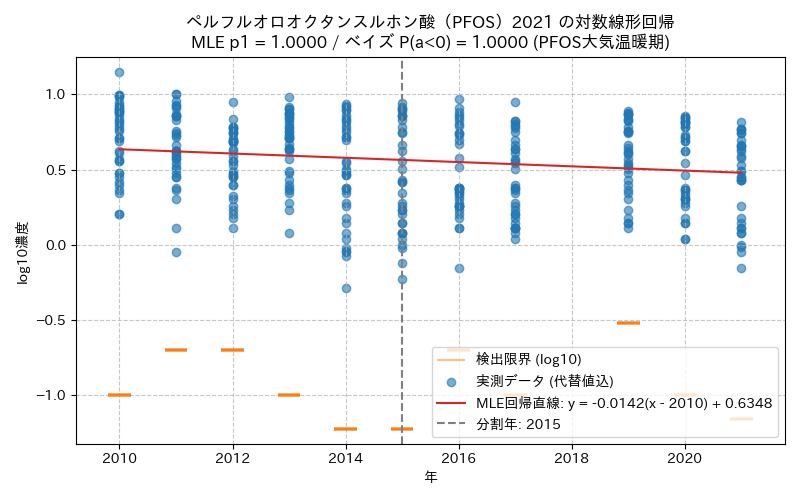 ペルフルオロオクタンスルホン酸（PFOS）2021 の対数線形回帰
MLE p1 = 1.0000 / ベイズ P(a<0) = 1.0000 (PFOS大気温暖期)
log10濃度
1.0
0.5
0.0
−0.5
−1.0
検出限界 (log10)
実測データ (代替値込)
MLE回帰直線: y = -0.0142(x - 2010) + 0.6348
分割年: 2015
2010
2012
2014
2016
2018
2020
年